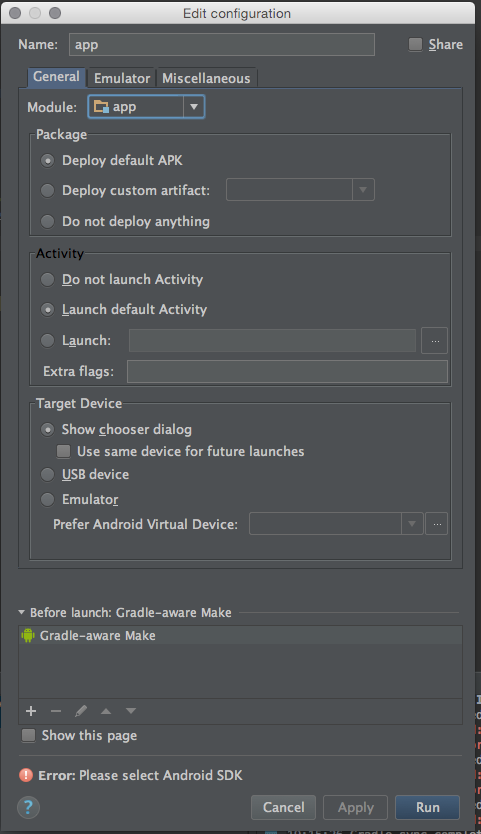 Edit configuration
Name: app Share
General Emulator Miscellaneous
Module: app
Package
Deploy default APK
Deploy custom artifact:
Do not deploy anything
Activity
Do not launch Activity
Launch default Activity
Launch: ...
Extra flags:
Target Device
Show chooser dialog
Use same device for future launches
USB device
Emulator
Prefer Android Virtual Device: ...
Before launch: Gradle-aware Make
Gradle-aware Make
Show this page
Error: Please select Android SDK
? Cancel Apply Run